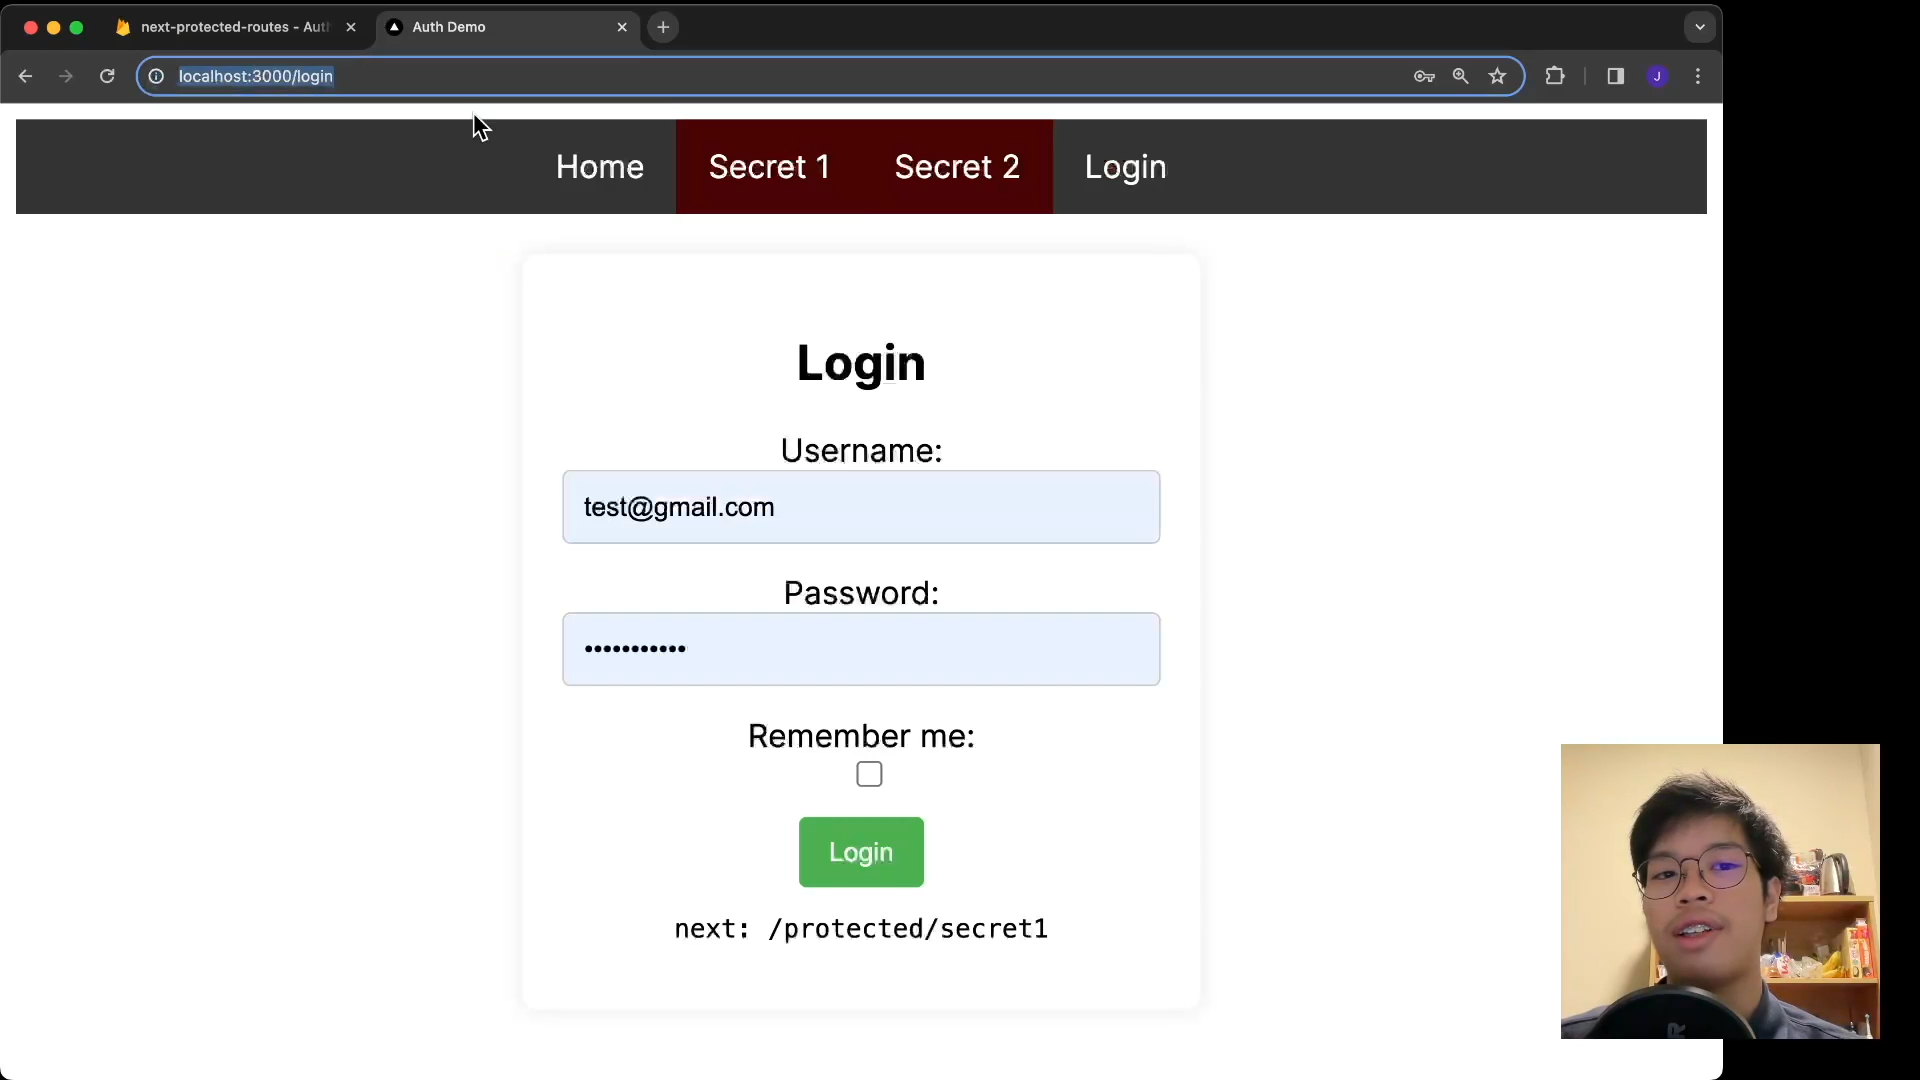 next-protected-routes - Aut
Auth Demo
localhost:3000/login
J
Home
Secret 1
Secret 2
Login
Login
Username:
test@gmail.com
Password:
•••••••••••
Remember me:
Login
next: /protected/secret1